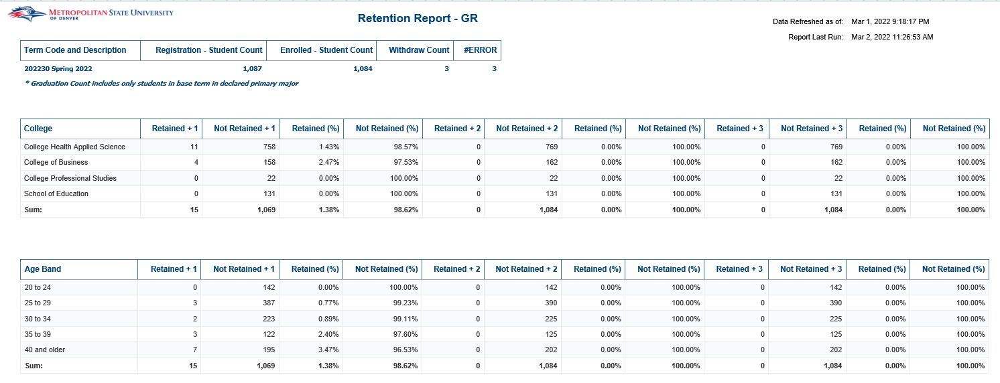 METROPOLITAN STATE UNIVERSITY
OF DENVER
Retention Report - GR
Data Refreshed as of: Mar 1, 2022 9:18:17 PM
Report Last Run: Mar 2, 2022 11:26:53 AM
Term Code and Description Registration - Student Count Enrolled - Student Count Withdraw Count #ERROR
202230 Spring 2022 1,087 1,084 3 3
* Graduation Count includes only students in base term in declared primary major
College Retained + 1 Not Retained + 1 Retained (%) Not Retained (%) Retained + 2 Not Retained + 2 Retained (%) Not Retained (%) Retained + 3 Not Retained + 3 Retained (%) Not Retained (%)
College Health Applied Science 11 758 1.43% 98.57% 0 769 0.00% 100.00% 0 769 0.00% 100.00%
College of Business 4 158 2.47% 97.53% 0 162 0.00% 100.00% 0 162 0.00% 100.00%
College Professional Studies 0 22 0.00% 100.00% 0 22 0.00% 100.00% 0 22 0.00% 100.00%
School of Education 0 131 0.00% 100.00% 0 131 0.00% 100.00% 0 131 0.00% 100.00%
Sum: 15 1,069 1.38% 98.62% 0 1,084 0.00% 100.00% 0 1,084 0.00% 100.00%
Age Band Retained + 1 Not Retained + 1 Retained (%) Not Retained (%) Retained + 2 Not Retained + 2 Retained (%) Not Retained (%) Retained + 3 Not Retained + 3 Retained (%) Not Retained (%)
20 to 24 0 142 0.00% 100.00% 0 142 0.00% 100.00% 0 142 0.00% 100.00%
25 to 29 3 387 0.77% 99.23% 0 390 0.00% 100.00% 0 390 0.00% 100.00%
30 to 34 2 223 0.89% 99.11% 0 225 0.00% 100.00% 0 225 0.00% 100.00%
35 to 39 3 122 2.40% 97.60% 0 125 0.00% 100.00% 0 125 0.00% 100.00%
40 and older 7 195 3.47% 96.53% 0 202 0.00% 100.00% 0 202 0.00% 100.00%
Sum: 15 1,069 1.38% 98.62% 0 1,084 0.00% 100.00% 0 1,084 0.00% 100.00%